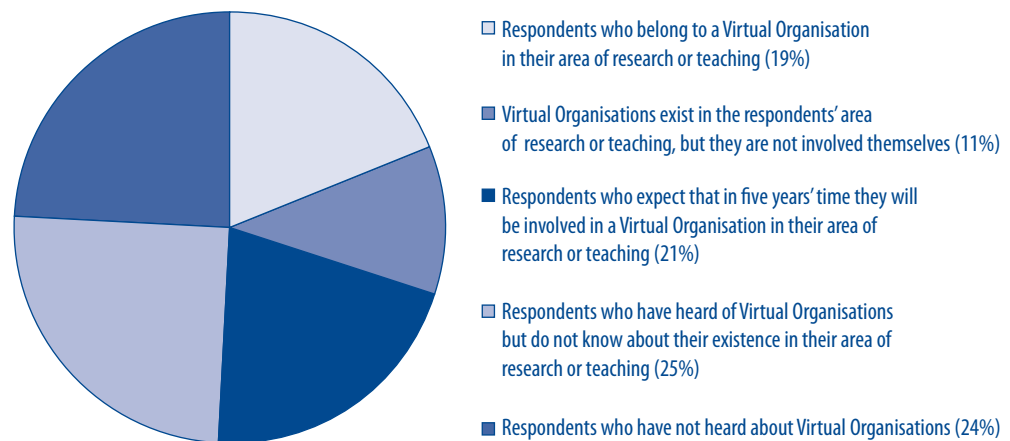 Respondents who belong to a Virtual Organisation
in their area of research or teaching (19%)
Virtual Organisations exist in the respondents’ area
of research or teaching, but they are not involved themselves (11%)
Respondents who expect that in five years’ time they will
be involved in a Virtual Organisation in their area of
research or teaching (21%)
Respondents who have heard of Virtual Organisations
but do not know about their existence in their area of
research or teaching (25%)
Respondents who have not heard about Virtual Organisations (24%)